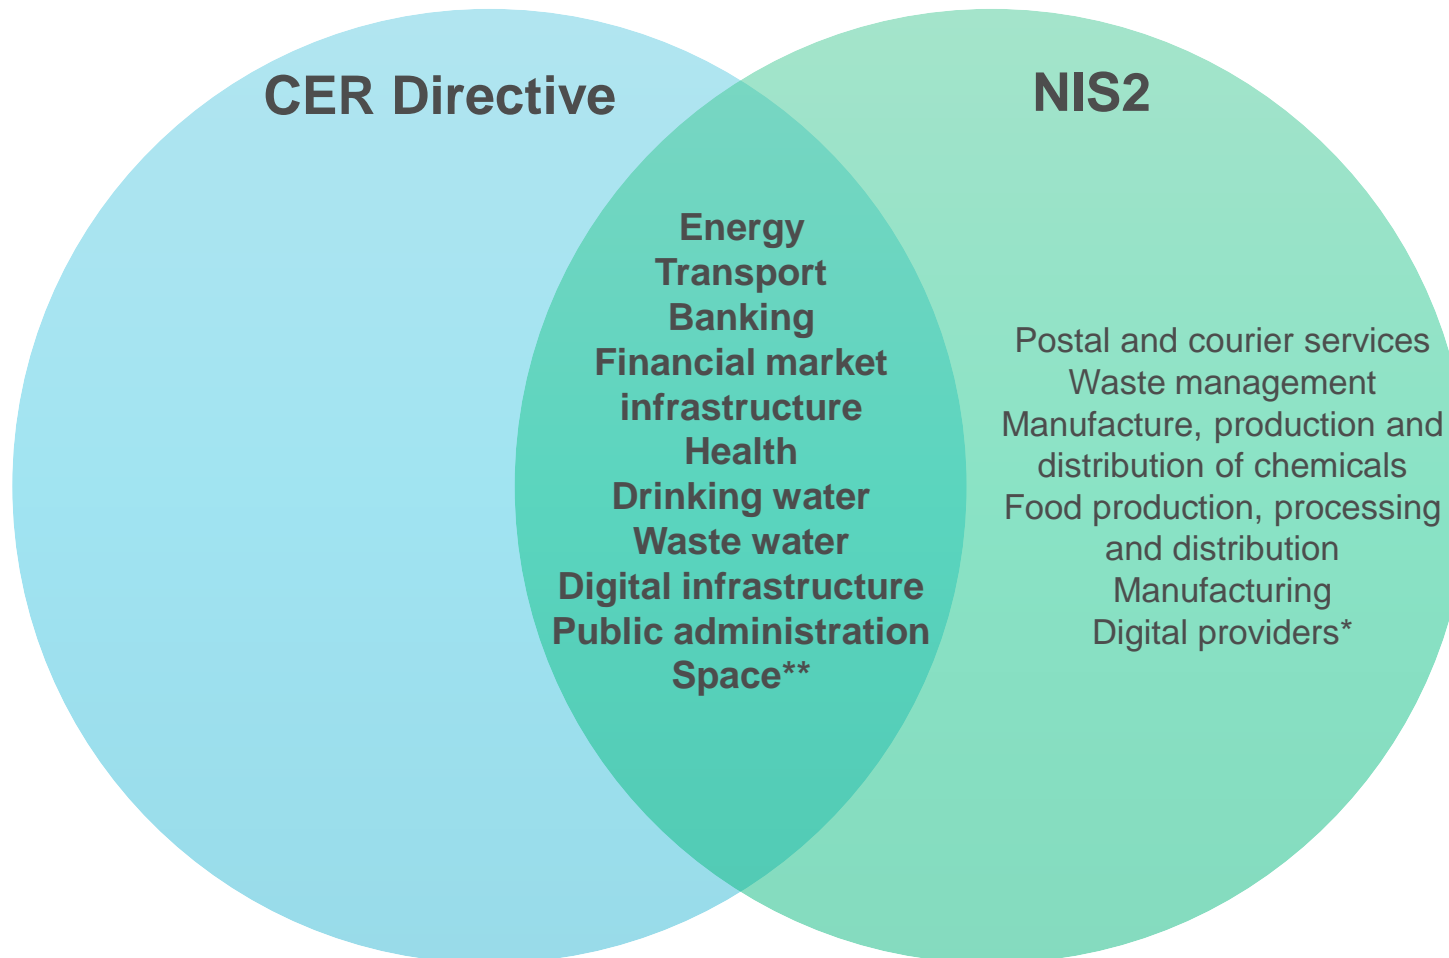 CER Directive
NIS2
Energy
Transport
Banking
Financial market
infrastructure
Health
Drinking water
Waste water
Digital infrastructure
Public administration
Space**
Postal and courier services
Waste management
Manufacture, production and
distribution of chemicals
Food production, processing
and distribution
Manufacturing
Digital providers*